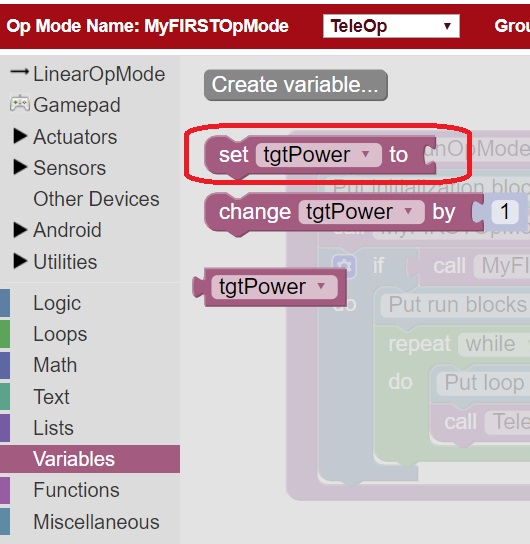 Op Mode Name: MyFIRSTOpMode TeleOp Grou
LinearOpMode
Gamepad
Actuators
Sensors
Other Devices
Android
Utilities
Logic
Loops
Math
Text
Lists
Variables
Functions
Miscellaneous
Create variable...
set tgtPower to
change tgtPower by 1
tgtPower
unOpMode
Put initialization bloc
call MyFIRSTOpMo
if call MyFI
do Put run blocks
repeat while
do Put loop
call Tele